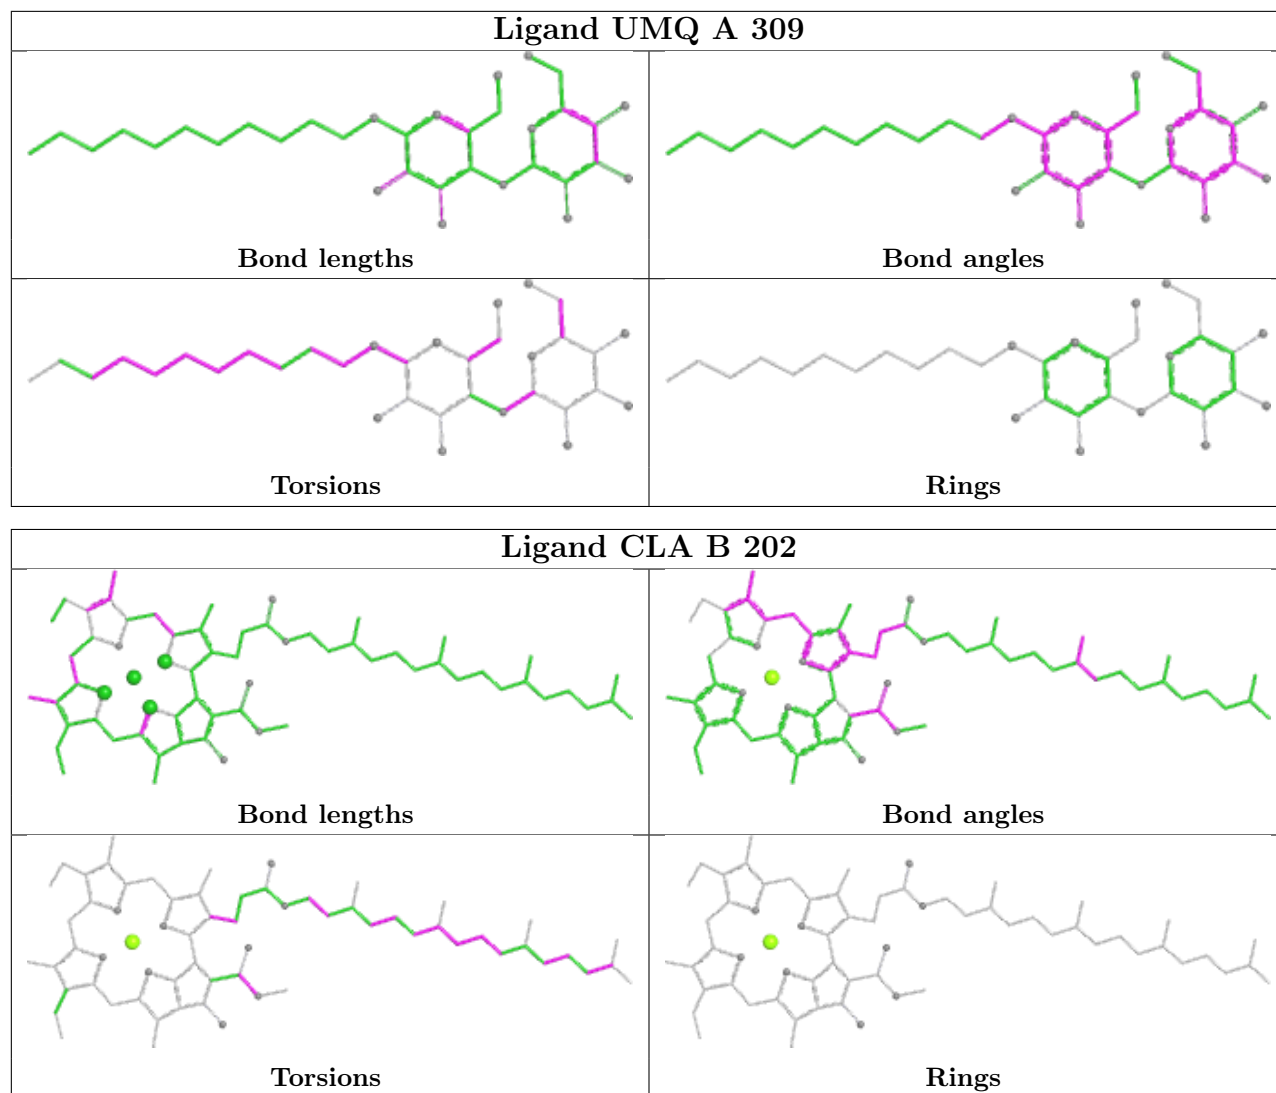 Ligand UMQ A 309
Bond lengths
Bond angles
Torsions
Rings
Ligand CLA B 202
Bond lengths
Bond angles
Torsions
Rings